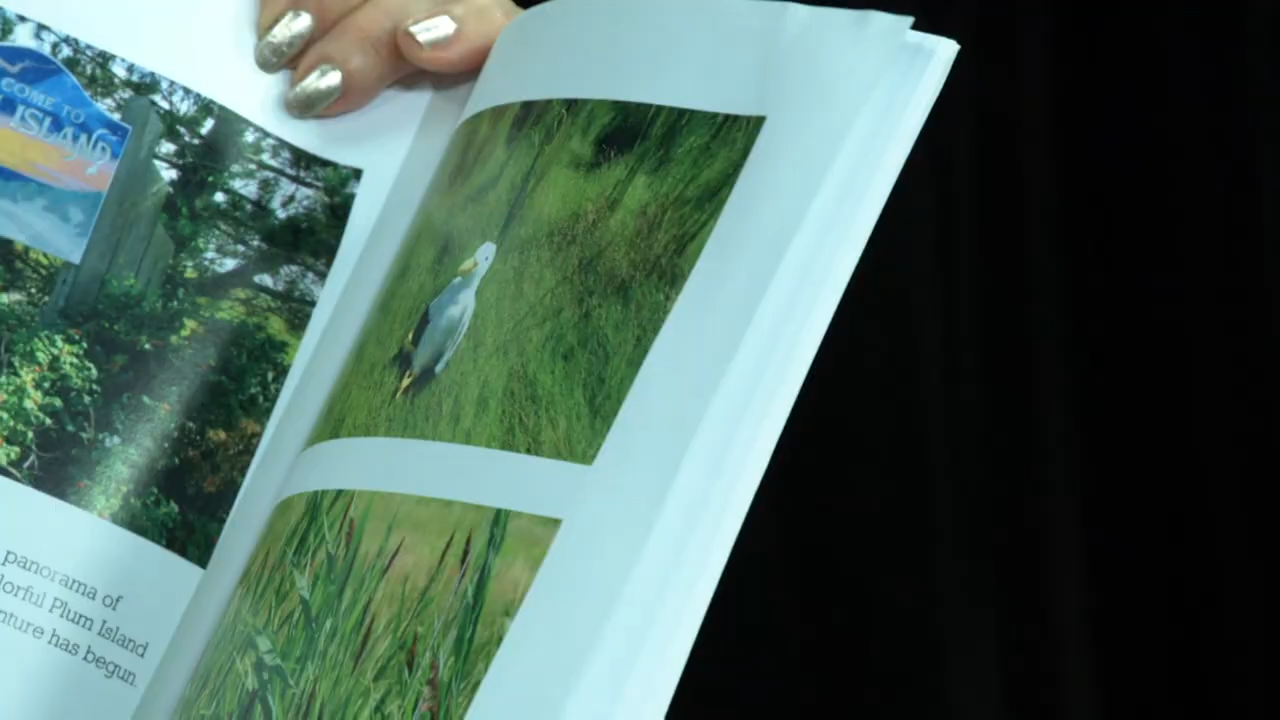 COME TO
ISLAND
panorama of
lorful Plum Island
nture has begun.